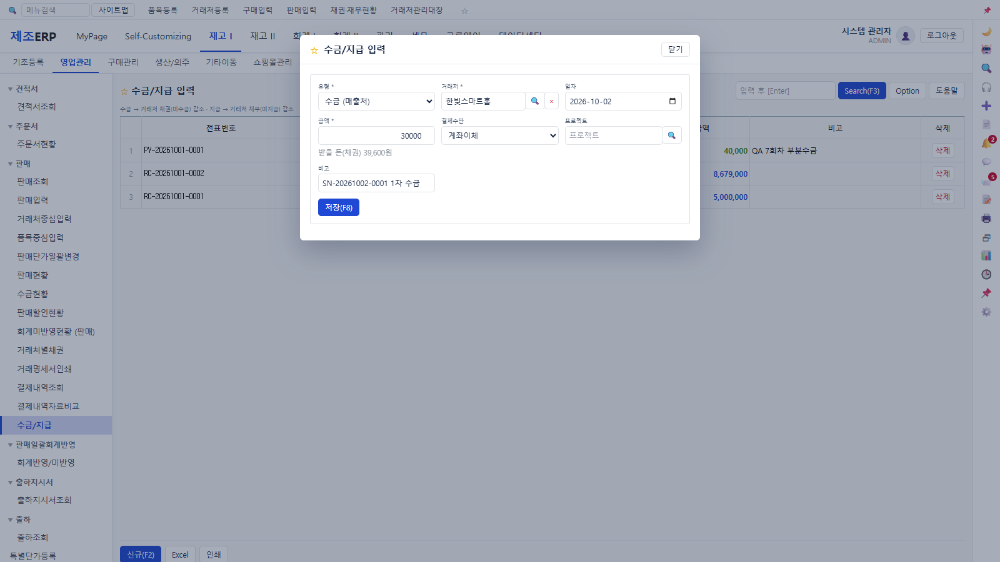 메뉴검색 사이트맵 품목등록 거래처등록 구매입력 판매입력 채권·채무현황 거래처관리대장 ☆
제조ERP MyPage Self-Customizing 재고 I 재고 II
시스템 관리자
ADMIN
로그아웃
기초등록 영업관리 구매관리 생산/외주 기타이동 쇼핑몰관리
▼ 견적서
견적서조회
▼ 주문서
주문서현황
▼ 판매
판매조회
판매입력
거래처중심입력
품목중심입력
판매단가일괄변경
판매현황
수금현황
판매할인현황
회계미반영현황 (판매)
거래처별채권
거래명세서인쇄
결제내역조회
결제내역자료비교
수금/지급
▼ 판매일괄회계반영
회계반영/미반영
▼ 출하지시서
출하지시서조회
▼ 출하
출하조회
특별단가등록
☆ 수금/지급 입력
입력 후 [Enter] Search(F3) Option 도움말
수금 → 거래처 채권(미수금) 감소 · 지급 → 거래처 채무(미지급) 감소
전표번호 비고 삭제
1 PY-20261001-0001 40,000 QA 7회차 부분수금 삭제
2 RC-20261001-0002 8,679,000 삭제
3 RC-20261001-0001 5,000,000 삭제
신규(F2) Excel 인쇄
☆ 수금/지급 입력 닫기
유형 * 거래처 * 일자
수금 (매출처) 한빛스마트홈 × 2026-10-02
금액 * 결제수단 프로젝트
30000 계좌이체 프로젝트
받을 돈(채권) 39,600원
비고
SN-20261002-0001 1차 수금
저장(F8)
2
5